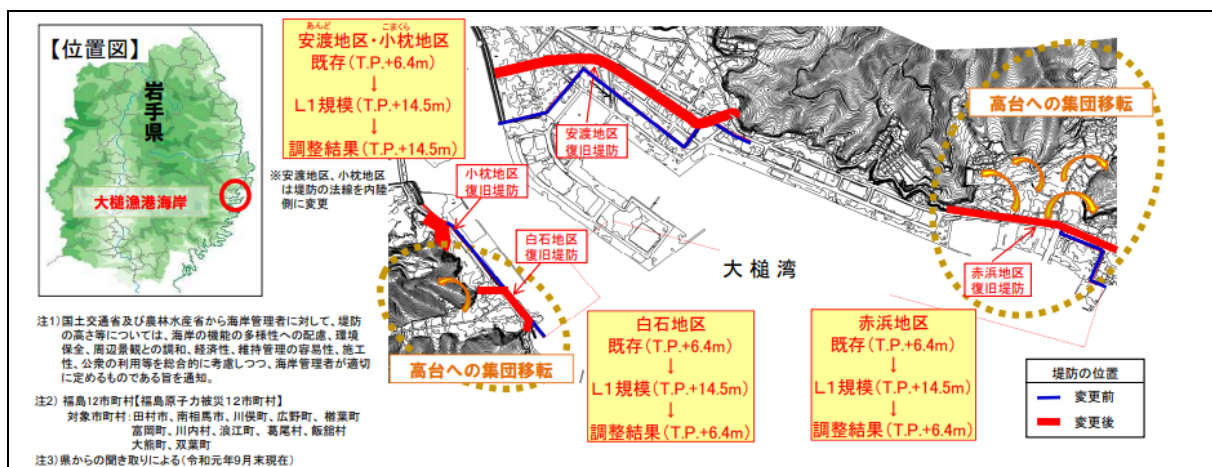 【位置図】
岩手県
大槌漁港海岸
あんど こまくら
安渡地区・小枕地区
既存(T.P.+6.4m)
↓
L1規模(T.P.+14.5m)
↓
調整結果(T.P.+14.5m)
※安渡地区、小枕地区
は堤防の法線を内陸
側に変更
安渡地区
復旧堤防
小枕地区
復旧堤防
白石地区
復旧堤防
高台への集団移転
赤浜地区
復旧堤防
大槌湾
高台への集団移転
白石地区
既存(T.P.+6.4m)
↓
L1規模(T.P.+14.5m)
↓
調整結果(T.P.+6.4m)
赤浜地区
既存(T.P.+6.4m)
↓
L1規模(T.P.+14.5m)
↓
調整結果(T.P.+6.4m)
堤防の位置
変更前
変更後
注1)国土交通省及び農林水産省から海岸管理者に対して、堤防
の高さ等については、海岸の機能の多様性への配慮、環境
保全、周辺景観との調和、経済性、維持管理の容易性、施工
性、公衆の利用等を総合的に考慮しつつ、海岸管理者が適切
に定めるものである旨を通知。
注2) 福島12市町村【福島原子力被災12市町村】
対象市町村:田村市、南相馬市、川俣町、広野町、楢葉町
富岡町、川内村、浪江町、葛尾村、飯舘村
大熊町、双葉町
注3)県からの聞き取りによる(令和元年9月末現在)